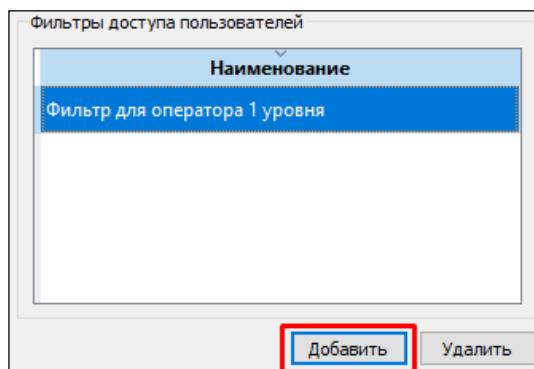 Фильтры доступа пользователей
Наименование
Фильтр для оператора 1 уровня
Добавить
Удалить